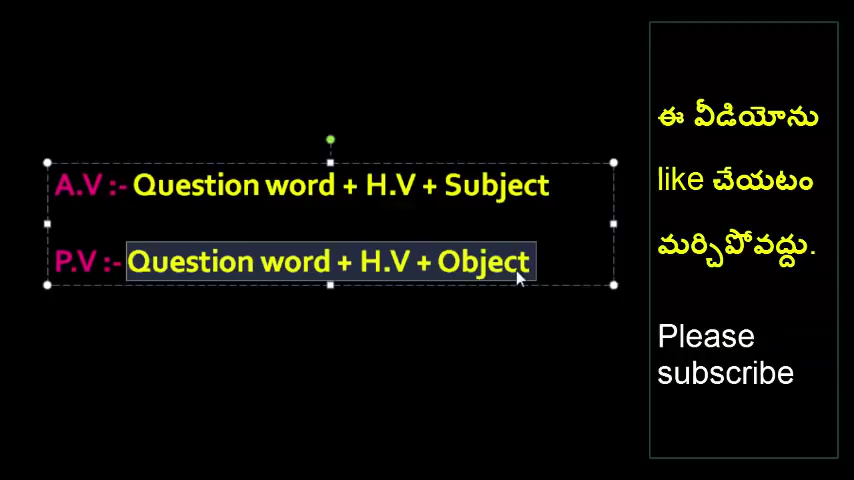 A.V :- Question word + H.V + Subject
P.V :- Question word + H.V + Object
ఈ వీడియోను
like చేయటం
మర్చిపోవద్దు.
Please
subscribe